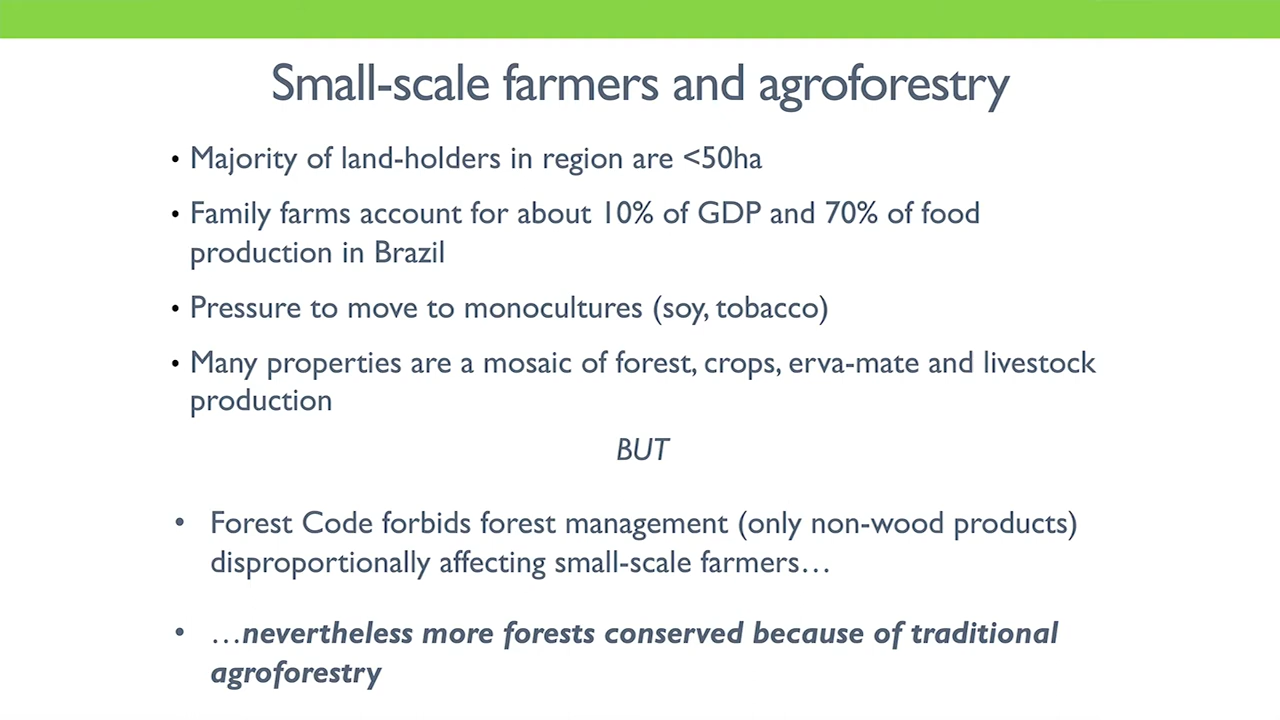 Small-scale farmers and agroforestry
• Majority of land-holders in region are <50ha
• Family farms account for about 10% of GDP and 70% of food
production in Brazil
• Pressure to move to monocultures (soy, tobacco)
• Many properties are a mosaic of forest, crops, erva-mate and livestock
production
BUT
• Forest Code forbids forest management (only non-wood products)
disproportionally affecting small-scale farmers…
• …nevertheless more forests conserved because of traditional
agroforestry